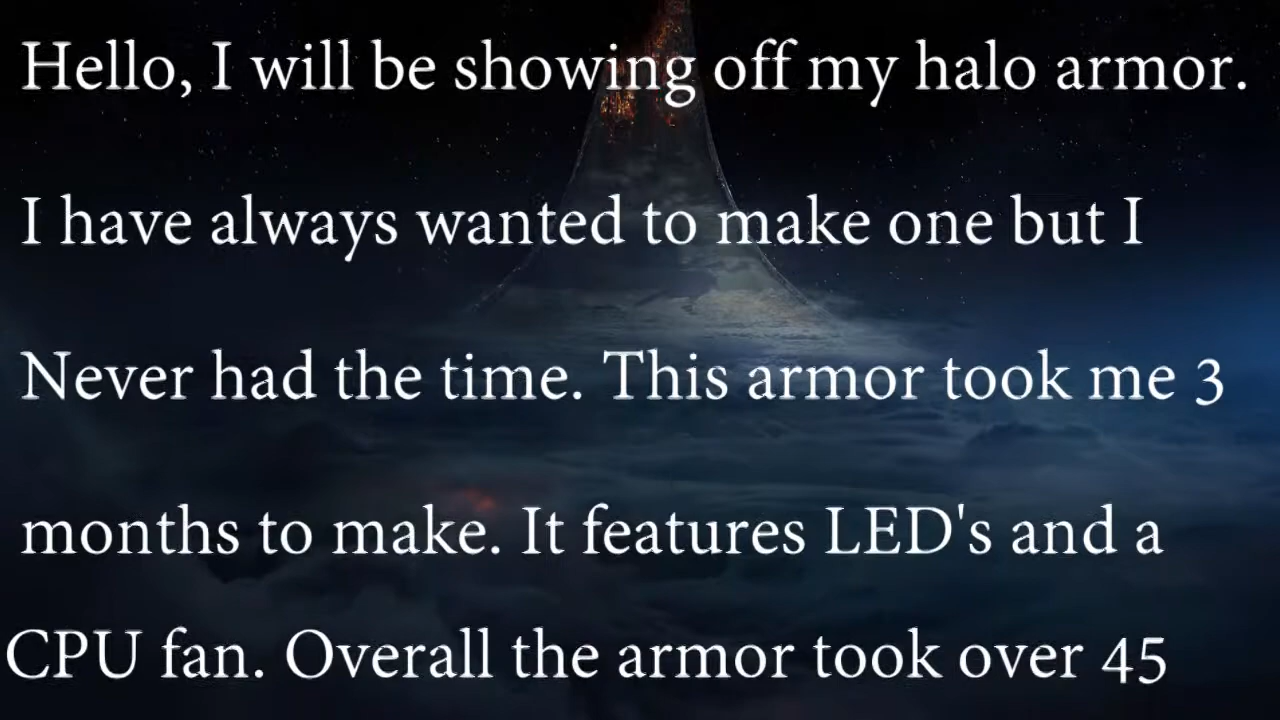 Hello, I will be showing off my halo armor.
I have always wanted to make one but I
Never had the time. This armor took me 3
months to make. It features LED's and a
CPU fan. Overall the armor took over 45